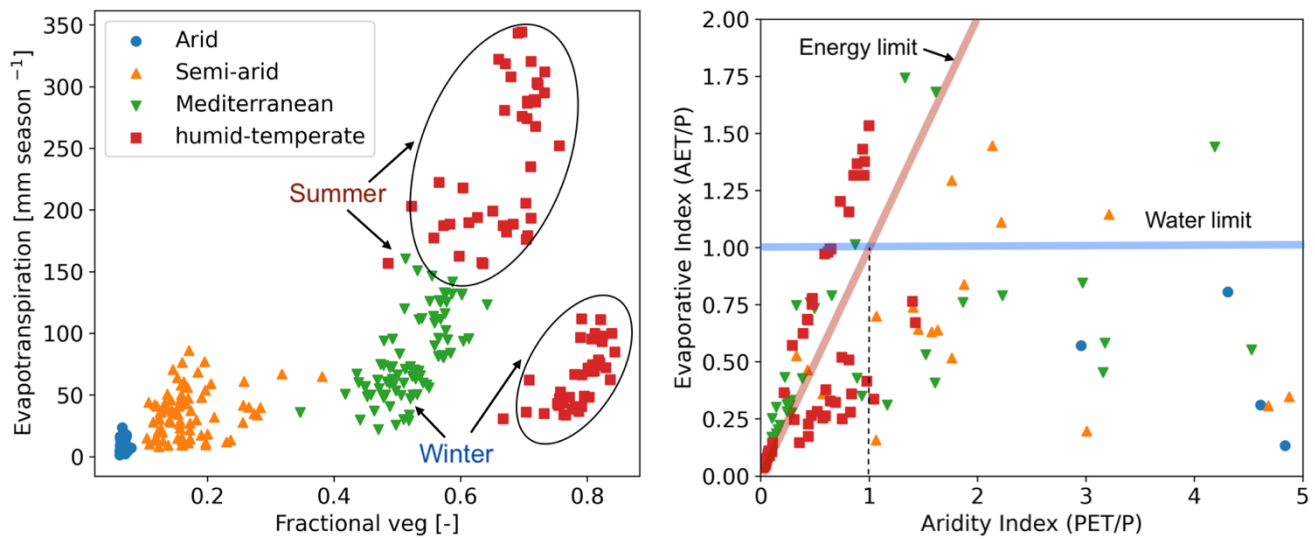 Evapotranspiration [mm season ⁻¹]
350
300
250
200
150
100
50
0
Arid
Semi-arid
Mediterranean
humid-temperate
Summer
Winter
0.2
0.4
0.6
0.8
Fractional veg [-]
Evaporative Index (AET/P)
2.00
1.75
1.50
1.25
1.00
0.75
0.50
0.25
0.00
Energy limit
Water limit
0
1
2
3
4
5
Aridity Index (PET/P)